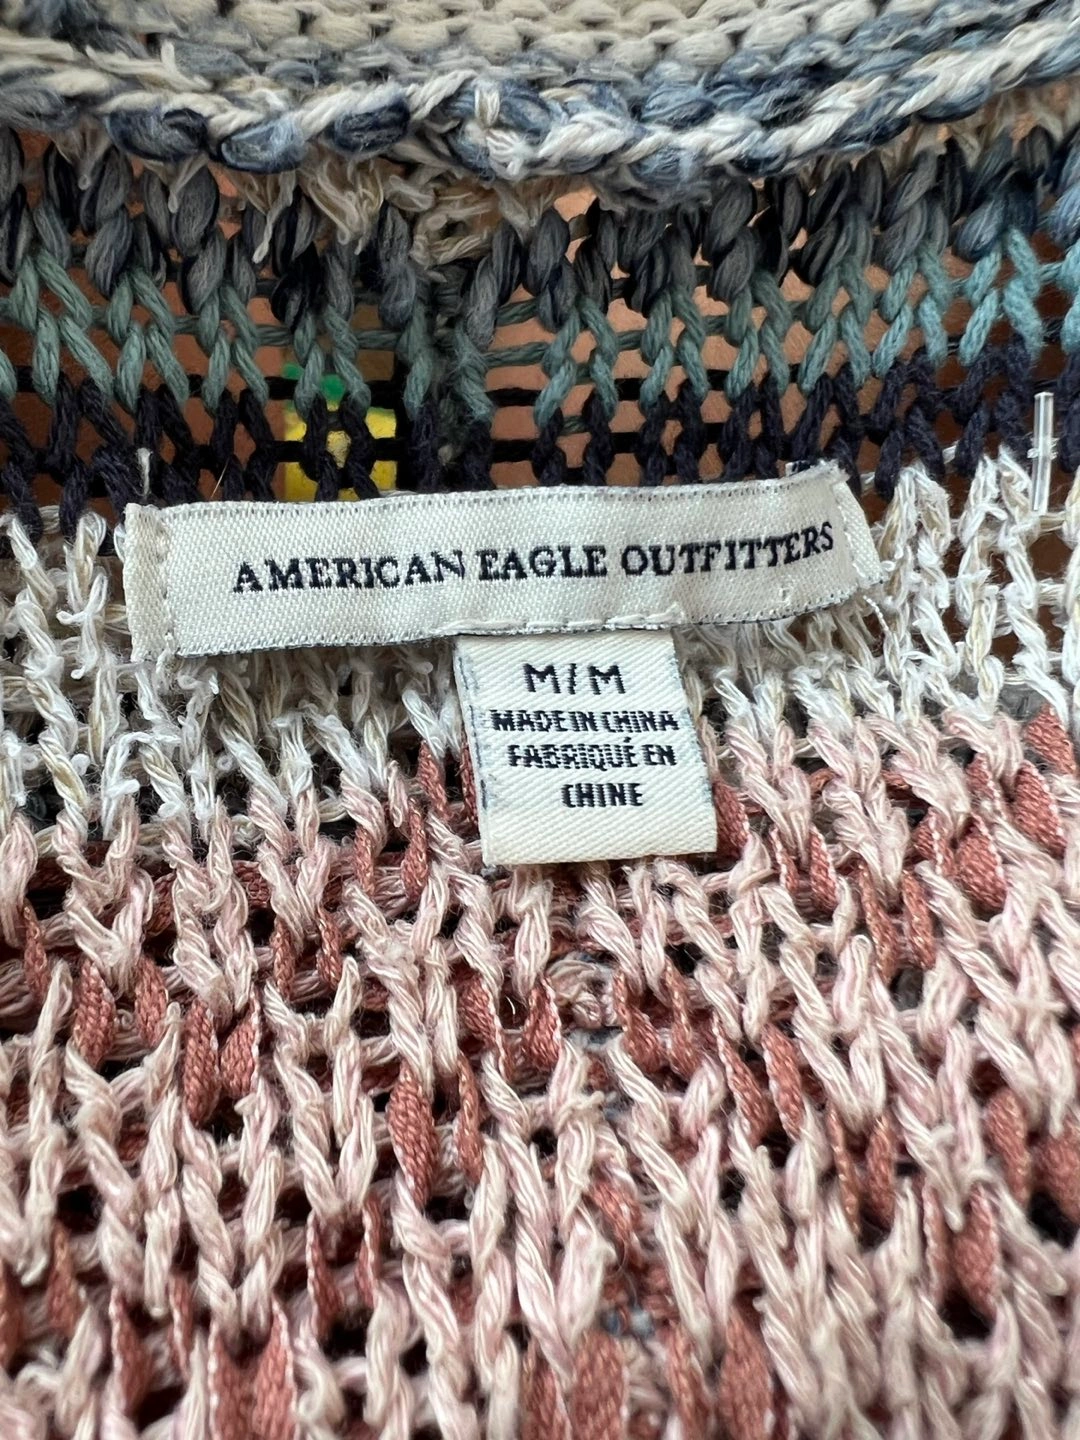 AMERICAN EAGLE OUTFITTERS
M/M
MADE IN CHINA
FABRIQUÉ EN
CHINE